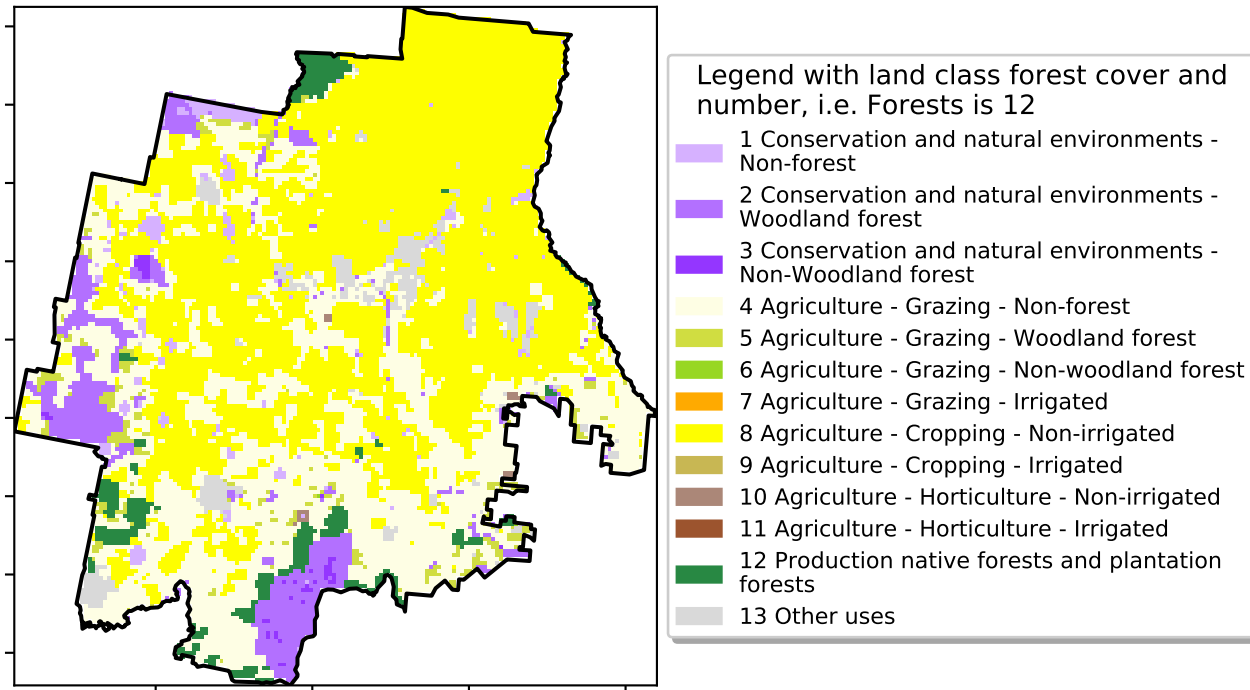 Legend with land class forest cover and
number, i.e. Forests is 12
1 Conservation and natural environments -
Non-forest
2 Conservation and natural environments -
Woodland forest
3 Conservation and natural environments -
Non-Woodland forest
4 Agriculture - Grazing - Non-forest
5 Agriculture - Grazing - Woodland forest
6 Agriculture - Grazing - Non-woodland forest
7 Agriculture - Grazing - Irrigated
8 Agriculture - Cropping - Non-irrigated
9 Agriculture - Cropping - Irrigated
10 Agriculture - Horticulture - Non-irrigated
11 Agriculture - Horticulture - Irrigated
12 Production native forests and plantation
forests
13 Other uses